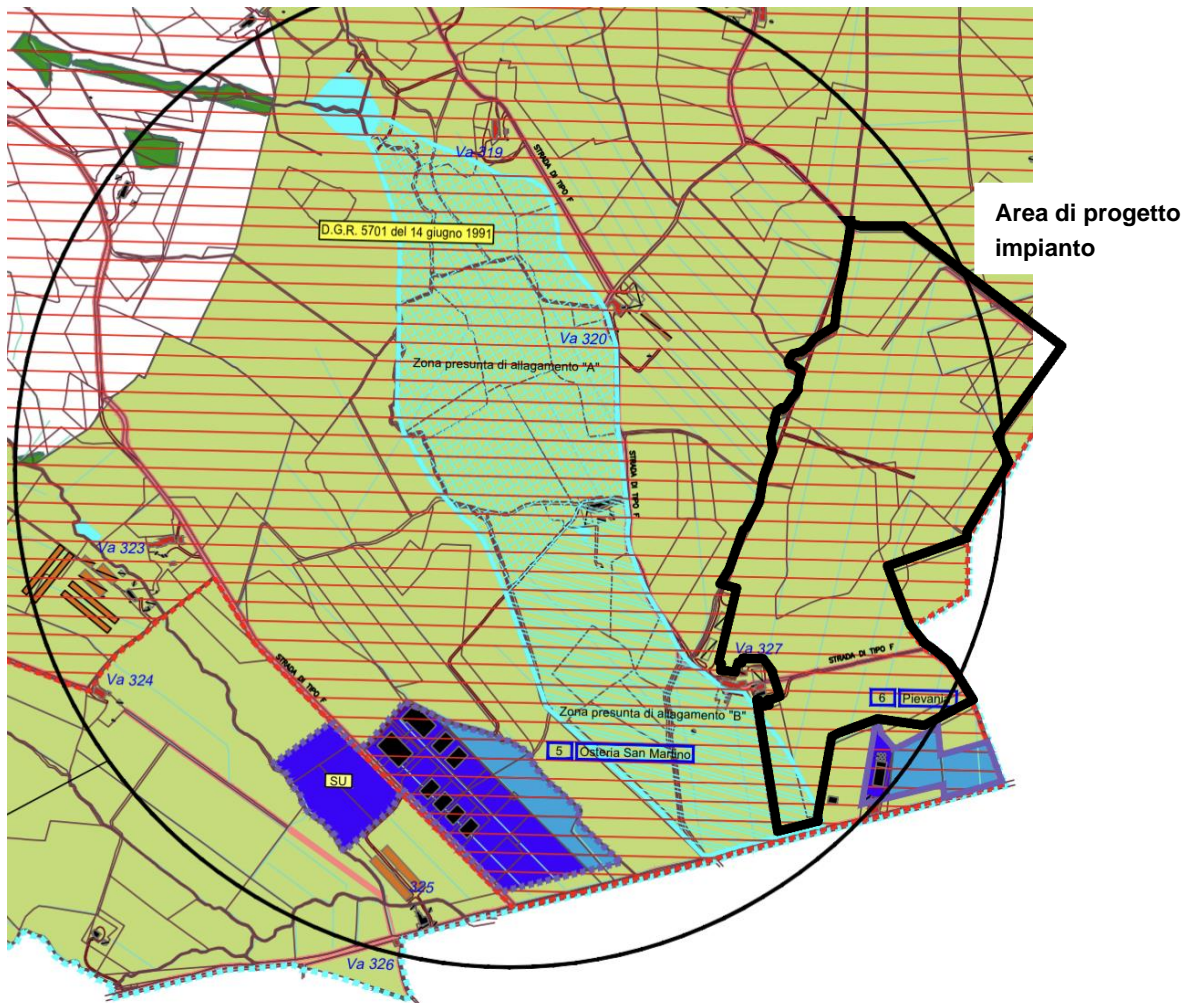 Area di progetto
impianto
Va 319
STRADA DI TIPO F
D.G.R. 5701 del 14 giugno 1991
Va 320
Zona presunta di allagamento "A"
STRADA DI TIPO F
Va 323
Va 327
STRADA DI TIPO F
STRADA DI TIPO F
Va 324
6 Pievania
Zona presunta di allagamento "B"
5 Osteria San Martino
SU
325
Va 326